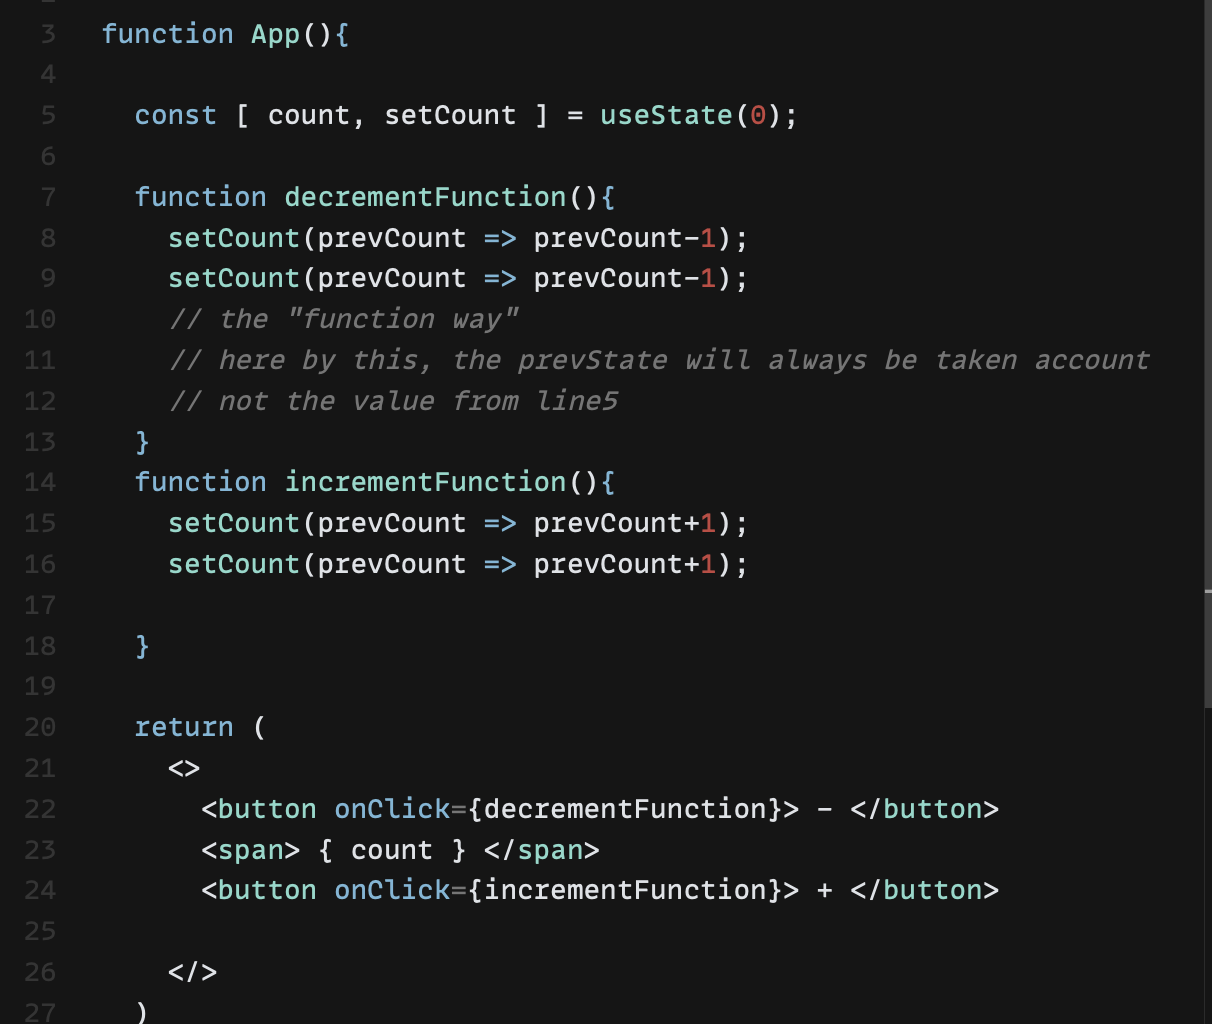 3 function App(){
4
5 const [ count, setCount ] = useState(0);
6
7 function decrementFunction(){
8 setCount(prevCount => prevCount-1);
9 setCount(prevCount => prevCount-1);
10 // the "function way"
11 // here by this, the prevState will always be taken account
12 // not the value from line5
13 }
14 function incrementFunction(){
15 setCount(prevCount => prevCount+1);
16 setCount(prevCount => prevCount+1);
17
18 }
19
20 return (
21 <>
22 <button onClick={decrementFunction}> - </button>
23 <span> { count } </span>
24 <button onClick={incrementFunction}> + </button>
25
26 </>
27 )